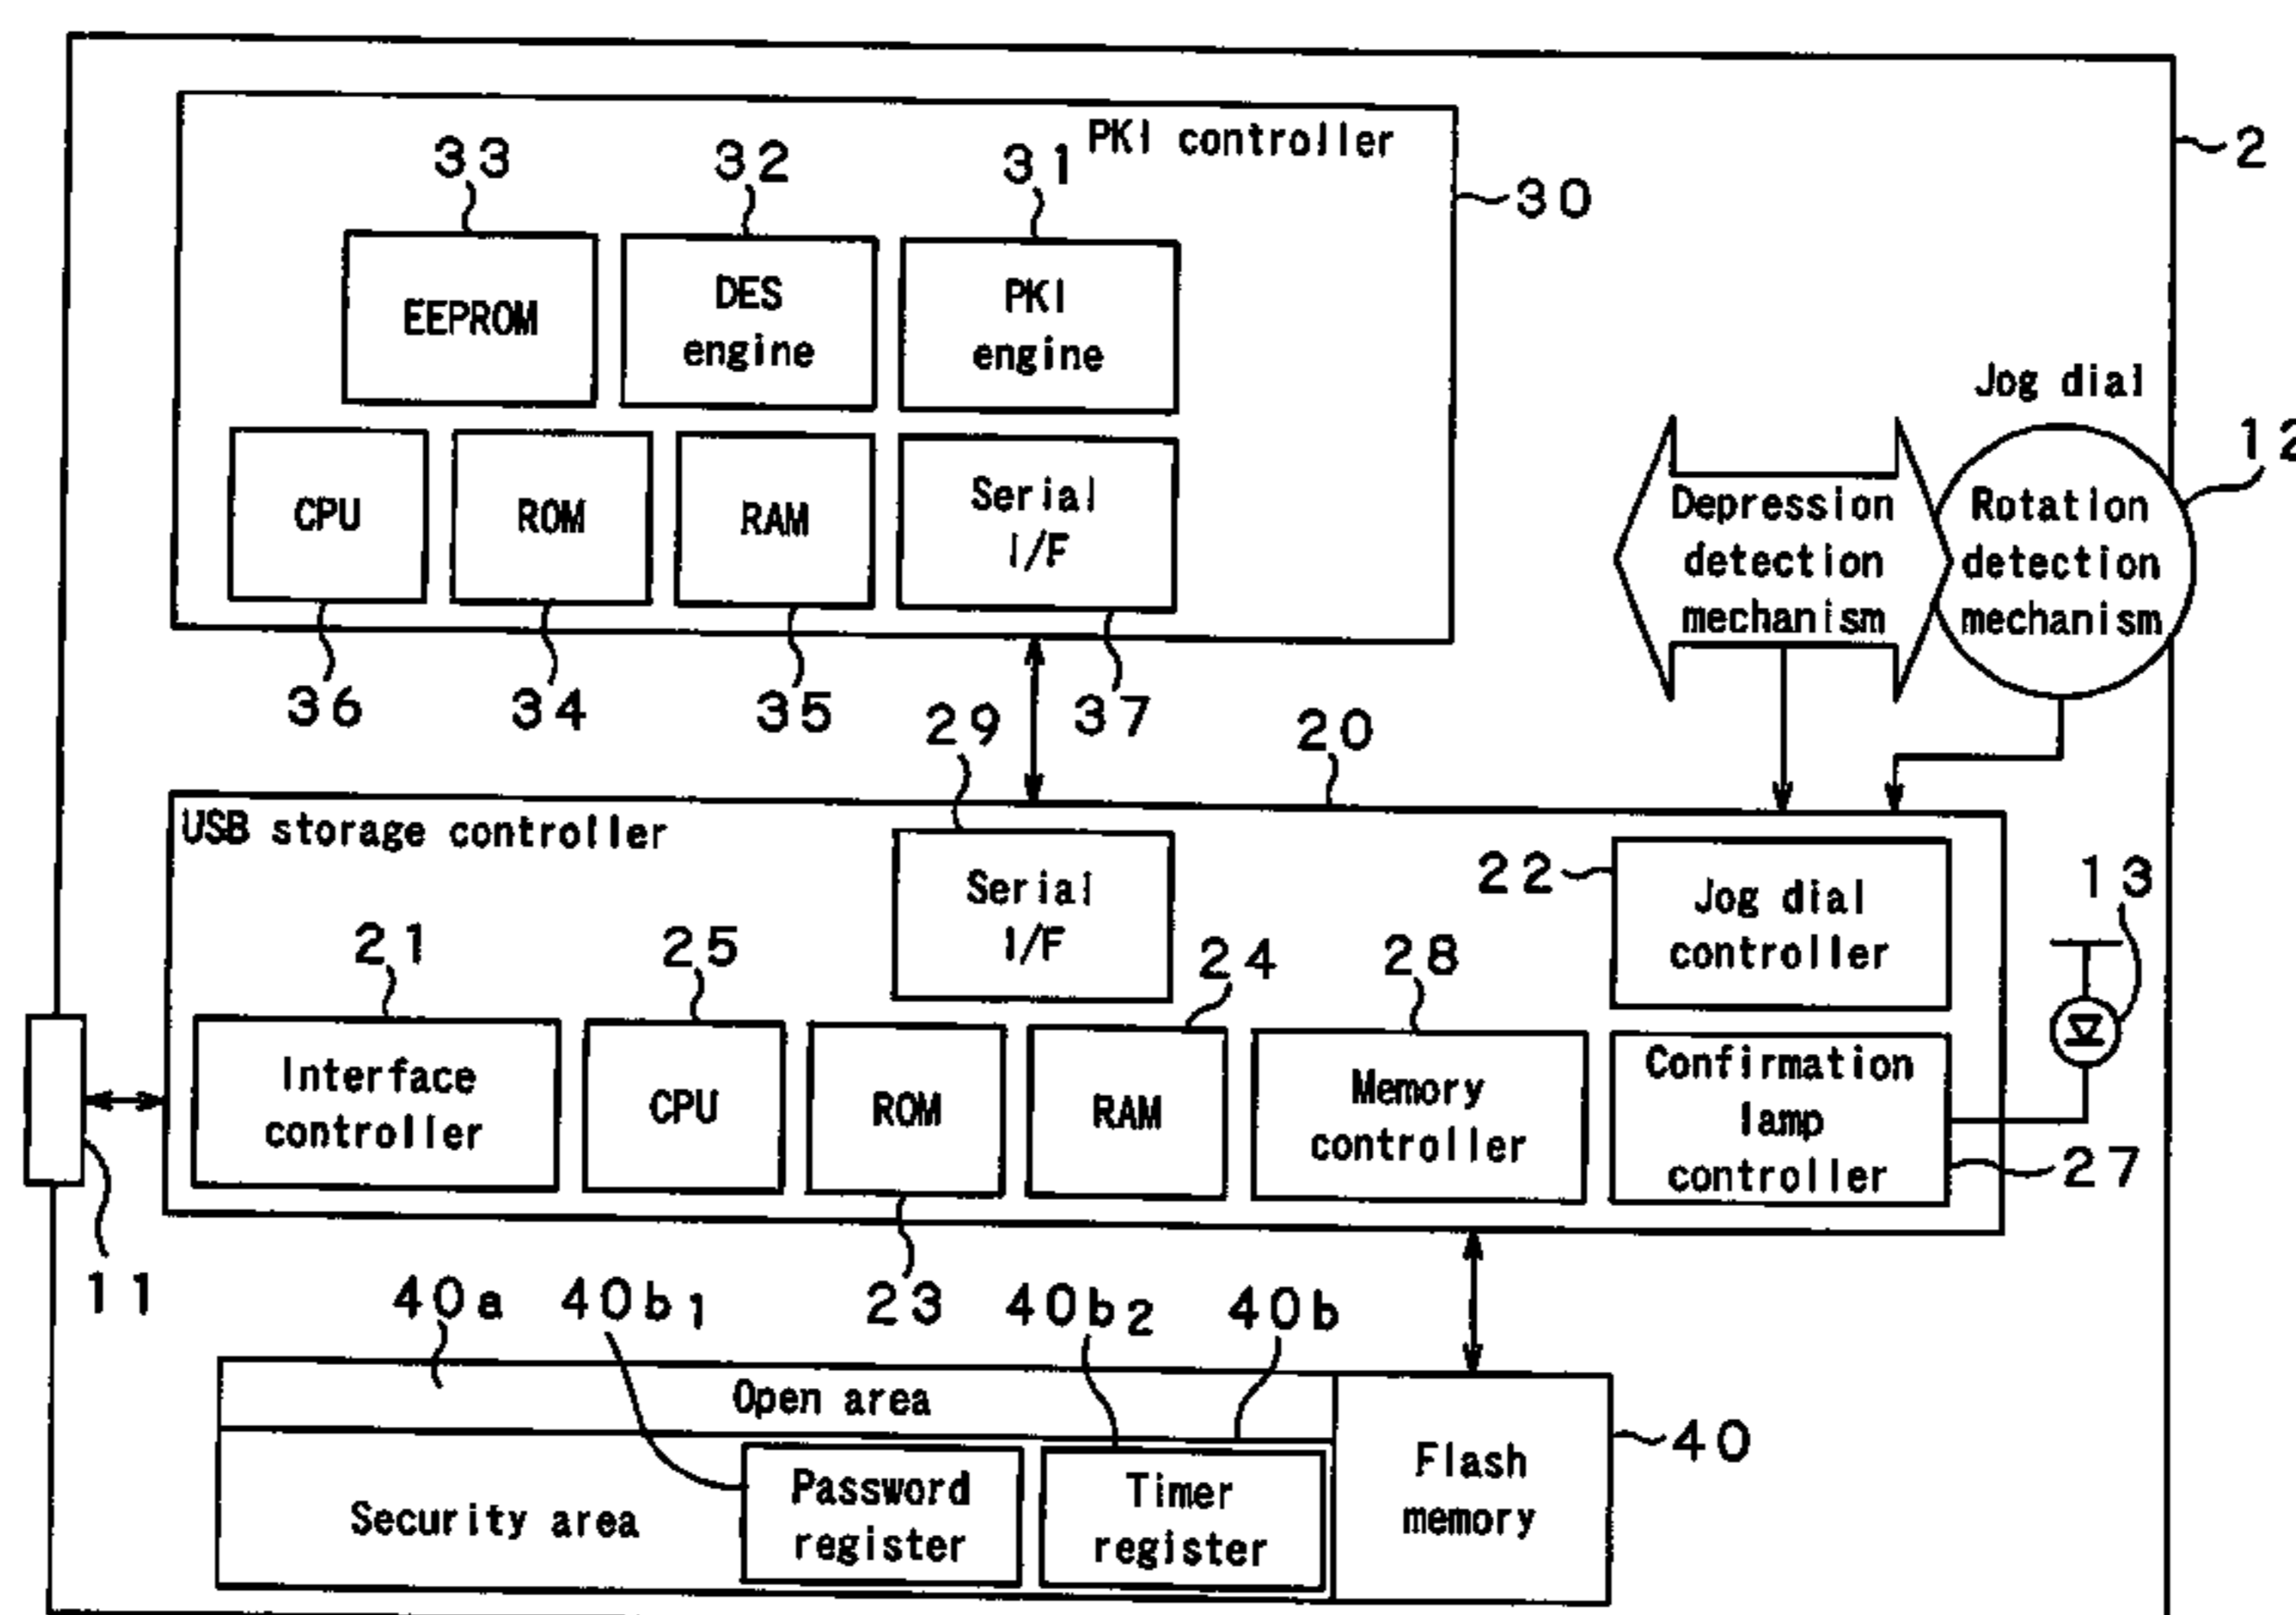 PKI controller
2
33
32
31
30
EEPROM
DES
engine
PKI
engine
Jog dial
12
CPU
ROM
RAM
Serial
I/F
Depression
detection
mechanism
Rotation
detection
mechanism
36
34
35
37
29
20
USB storage controller
Serial
I/F
22
Jog dial
controller
13
21
25
24
28
Interface
controller
CPU
ROM
RAM
Memory
controller
Confirmation
lamp
controller
27
11
23
40a
40b1
40b2
40b
Open area
Security area
Password
register
Timer
register
Flash
memory
40